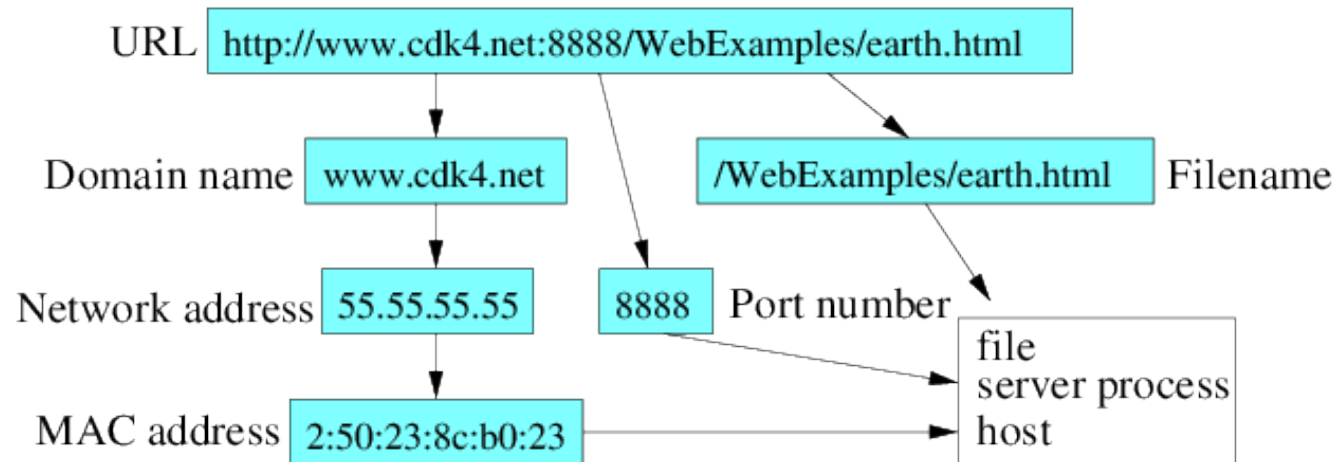 URL http://www.cdk4.net:8888/WebExamples/earth.html
Domain name www.cdk4.net /WebExamples/earth.html Filename
Network address 55.55.55.55 8888 Port number
file
server process
MAC address 2:50:23:8c:b0:23 host